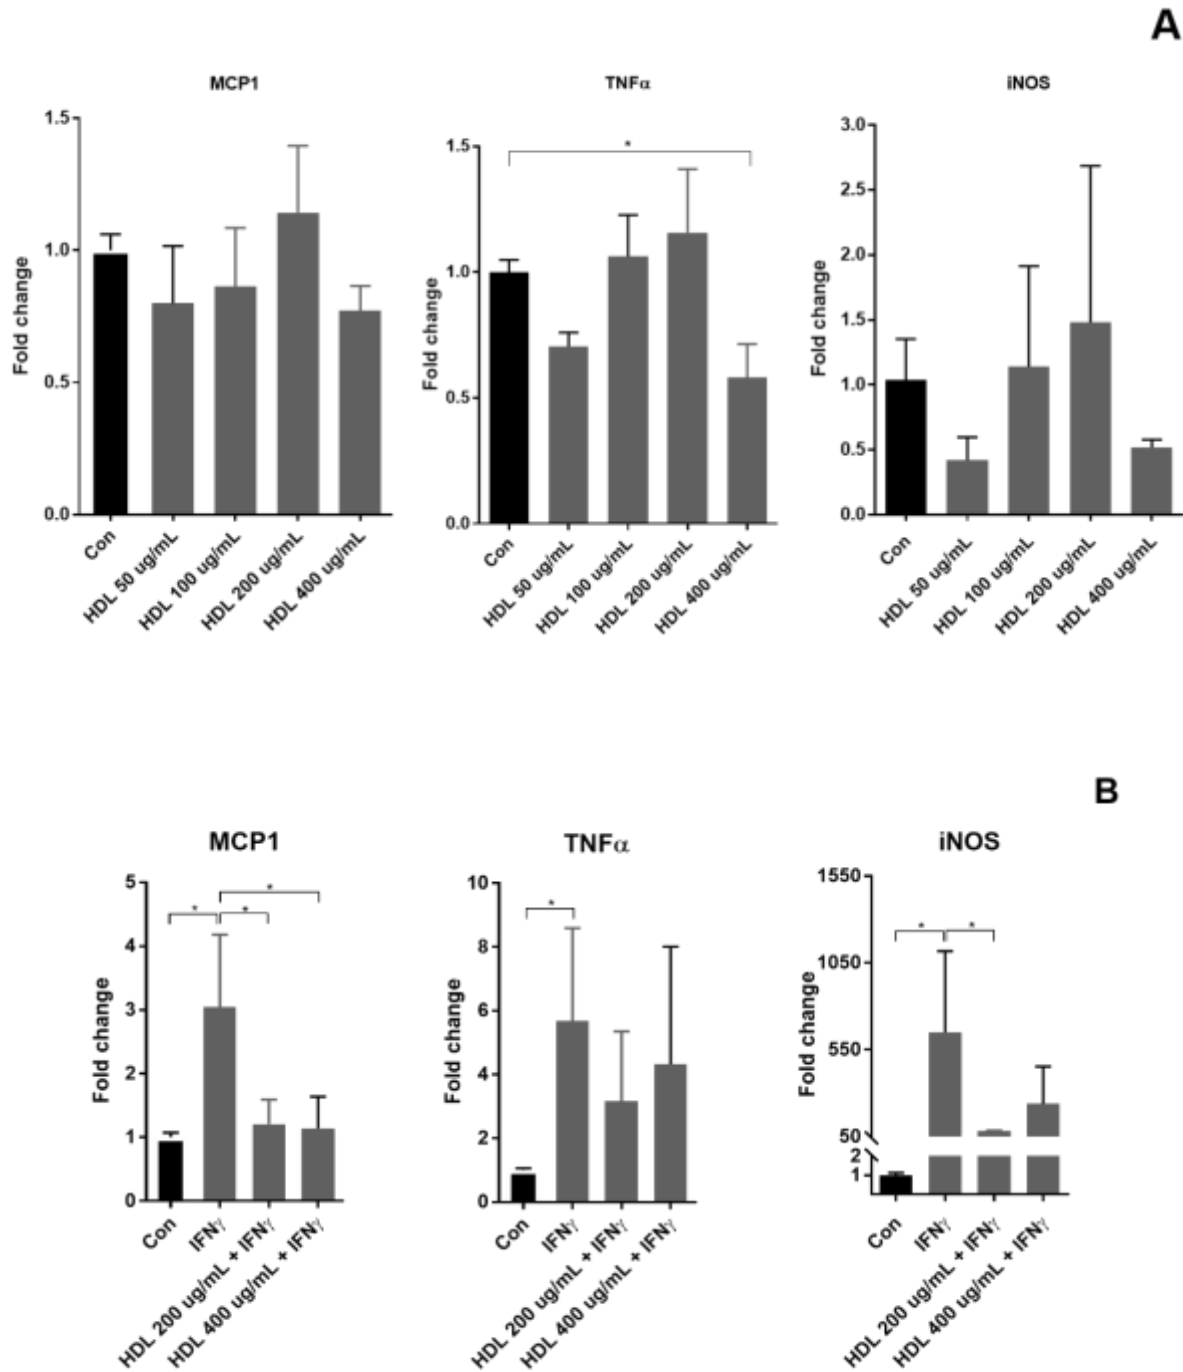 A
MCP1
TNFα
iNOS
Fold change
1.5
1.0
0.5
0.0
Con
HDL 50 ug/mL
HDL 100 ug/mL
HDL 200 ug/mL
HDL 400 ug/mL
Fold change
1.5
1.0
0.5
0.0
*
Con
HDL 50 ug/mL
HDL 100 ug/mL
HDL 200 ug/mL
HDL 400 ug/mL
Fold change
3.0
2.5
2.0
1.5
1.0
0.5
0.0
Con
HDL 50 ug/mL
HDL 100 ug/mL
HDL 200 ug/mL
HDL 400 ug/mL
B
MCP1
TNFα
iNOS
Fold change
5
4
3
2
1
0
*
*
*
Con
IFNγ
HDL 200 ug/mL + IFNγ
HDL 400 ug/mL + IFNγ
Fold change
10
8
6
4
2
0
*
Con
IFNγ
HDL 200 ug/mL + IFNγ
HDL 400 ug/mL + IFNγ
Fold change
1550
1050
550
50
2
1
*
*
Con
IFNγ
HDL 200 ug/mL + IFNγ
HDL 400 ug/mL + IFNγ